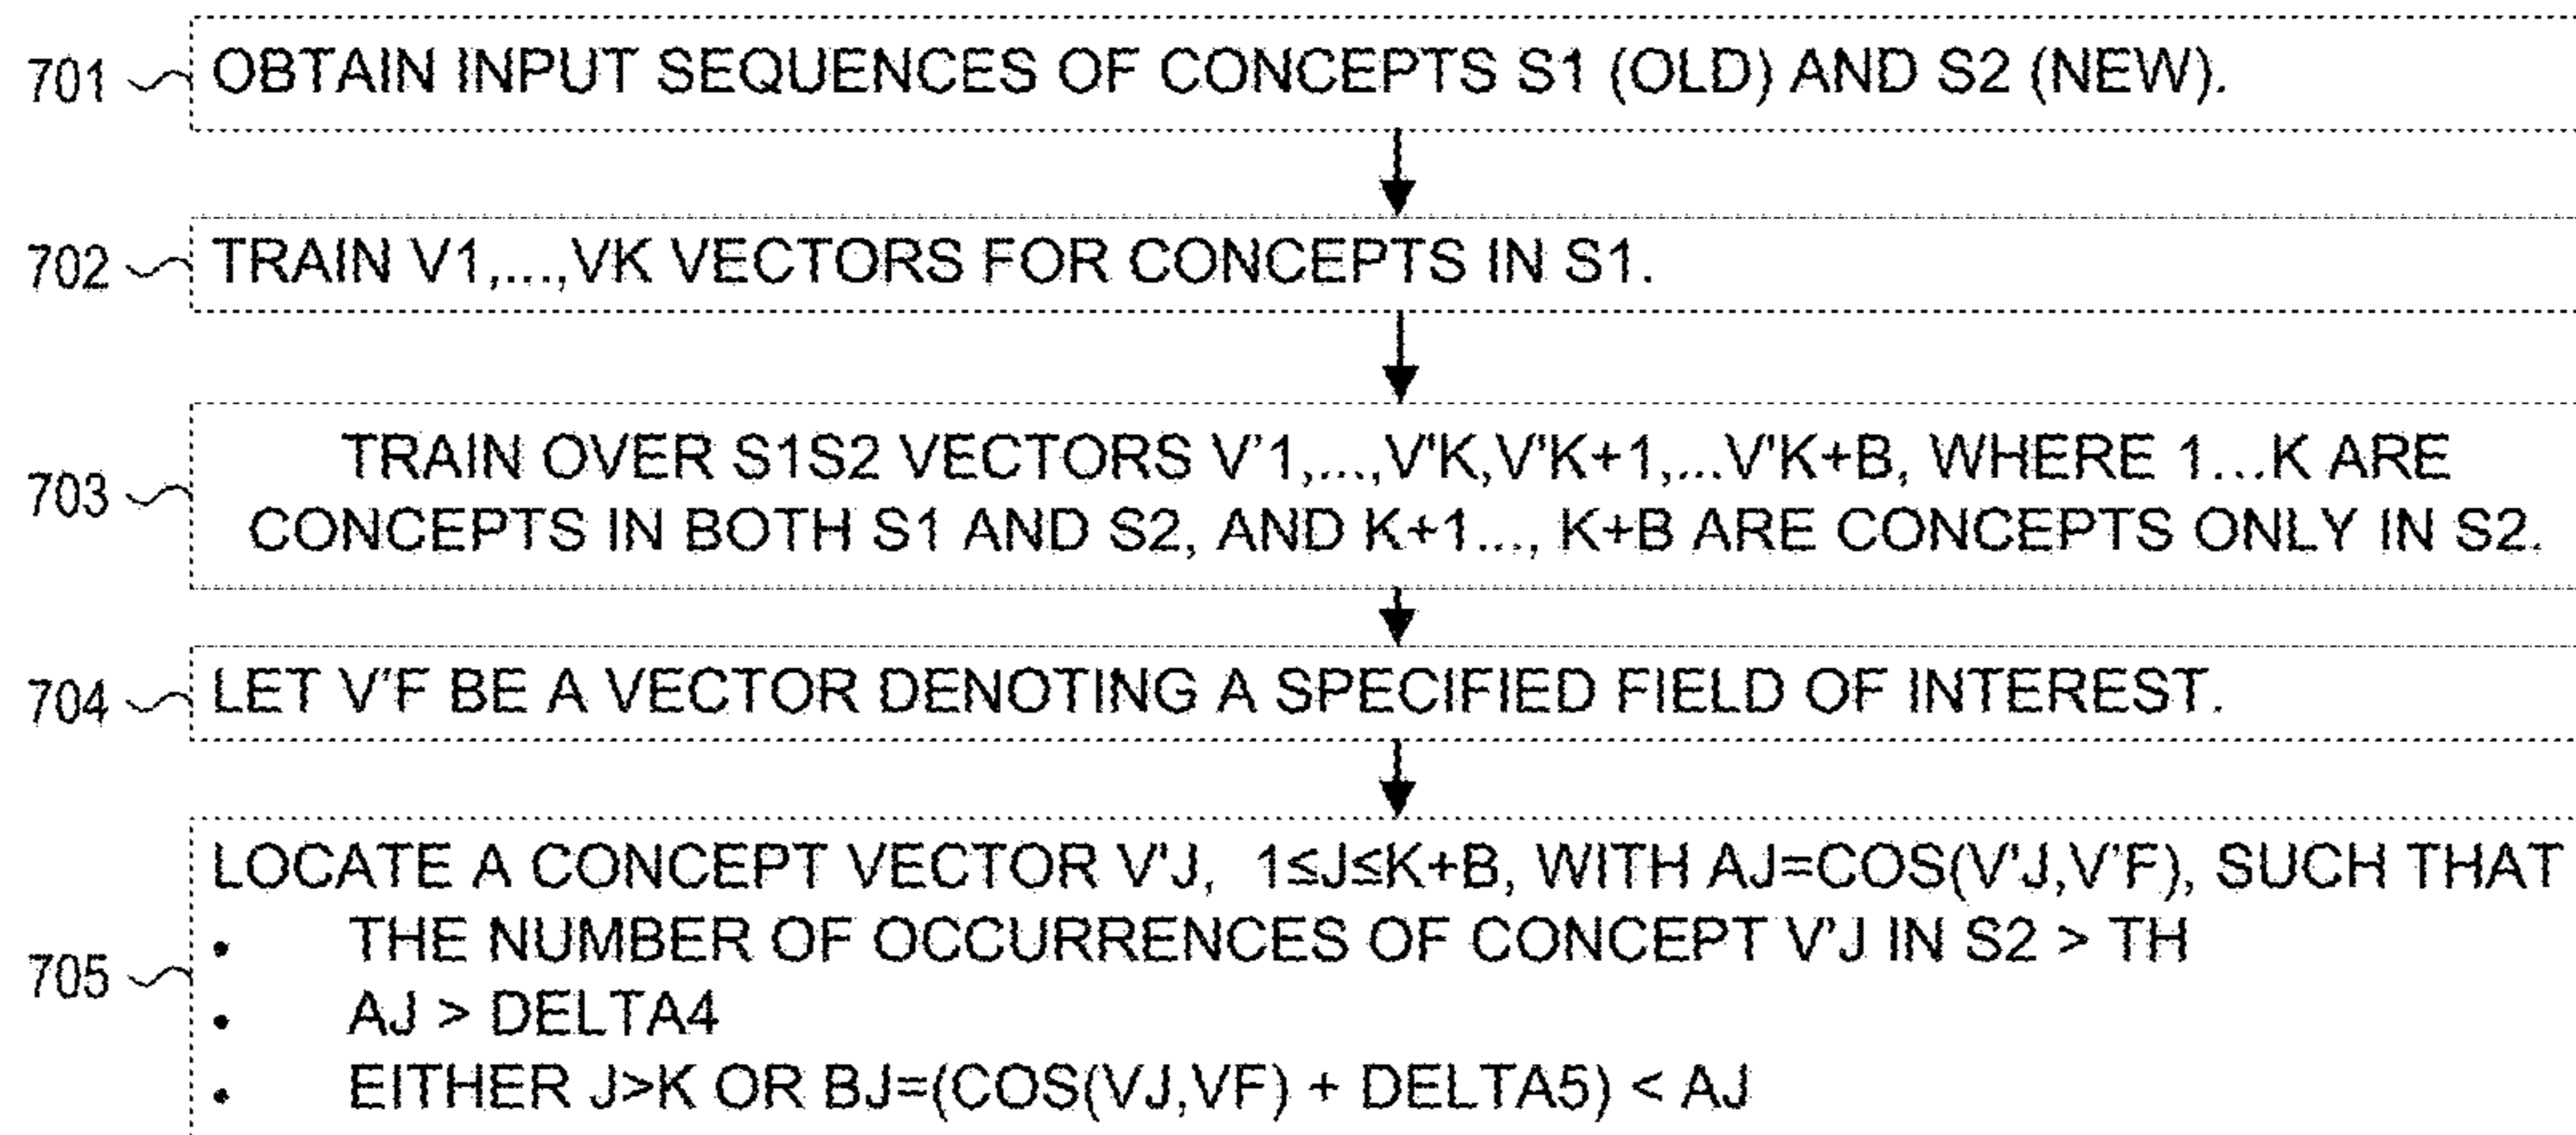 701 OBTAIN INPUT SEQUENCES OF CONCEPTS S1 (OLD) AND S2 (NEW).
702 TRAIN V1,...,VK VECTORS FOR CONCEPTS IN S1.
703 TRAIN OVER S1S2 VECTORS V'1,...,V'K,V'K+1,...V'K+B, WHERE 1...K ARE
CONCEPTS IN BOTH S1 AND S2, AND K+1..., K+B ARE CONCEPTS ONLY IN S2.
704 LET V'F BE A VECTOR DENOTING A SPECIFIED FIELD OF INTEREST.
705 LOCATE A CONCEPT VECTOR V'J, 1≤J≤K+B, WITH AJ=COS(V'J,V'F), SUCH THAT
• THE NUMBER OF OCCURRENCES OF CONCEPT V'J IN S2 > TH
• AJ > DELTA4
• EITHER J>K OR BJ=(COS(VJ,VF) + DELTA5) < AJ